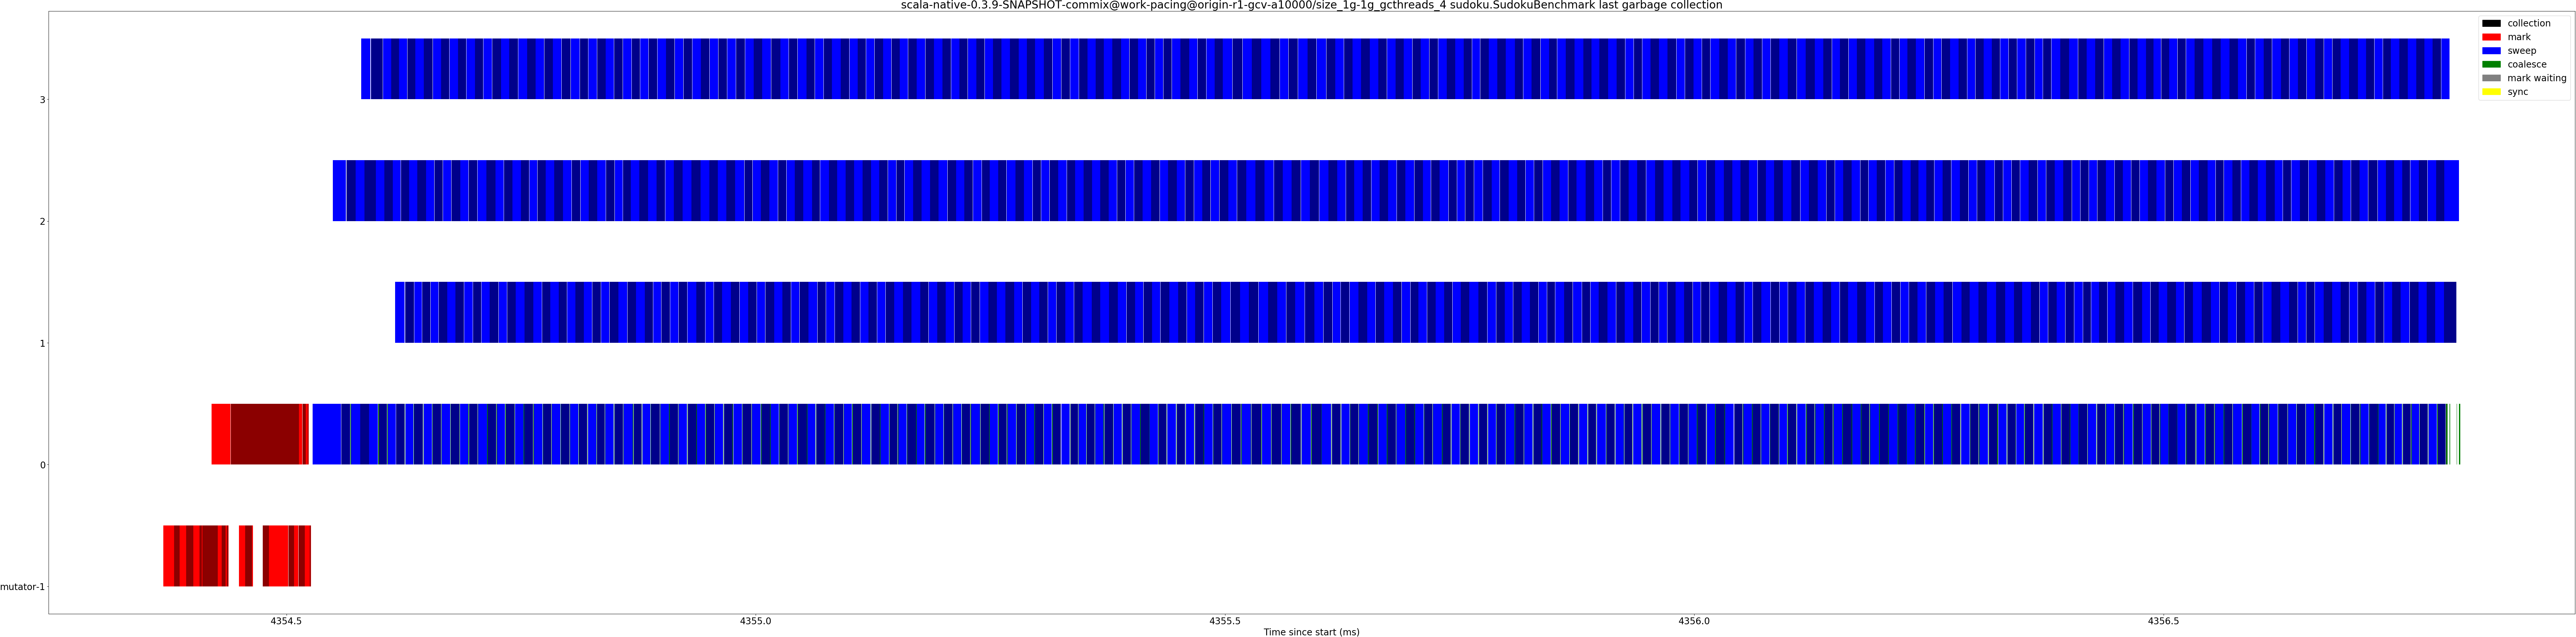 scala-native-0.3.9-SNAPSHOT-commix@work-pacing@origin-r1-gcv-a10000/size_1g-1g_gcthreads_4 sudoku.SudokuBenchmark last garbage collection
collection
mark
sweep
coalesce
mark waiting
sync
3
2
1
0
mutator-1
4354.5
4355.0
4355.5
4356.0
4356.5
Time since start (ms)